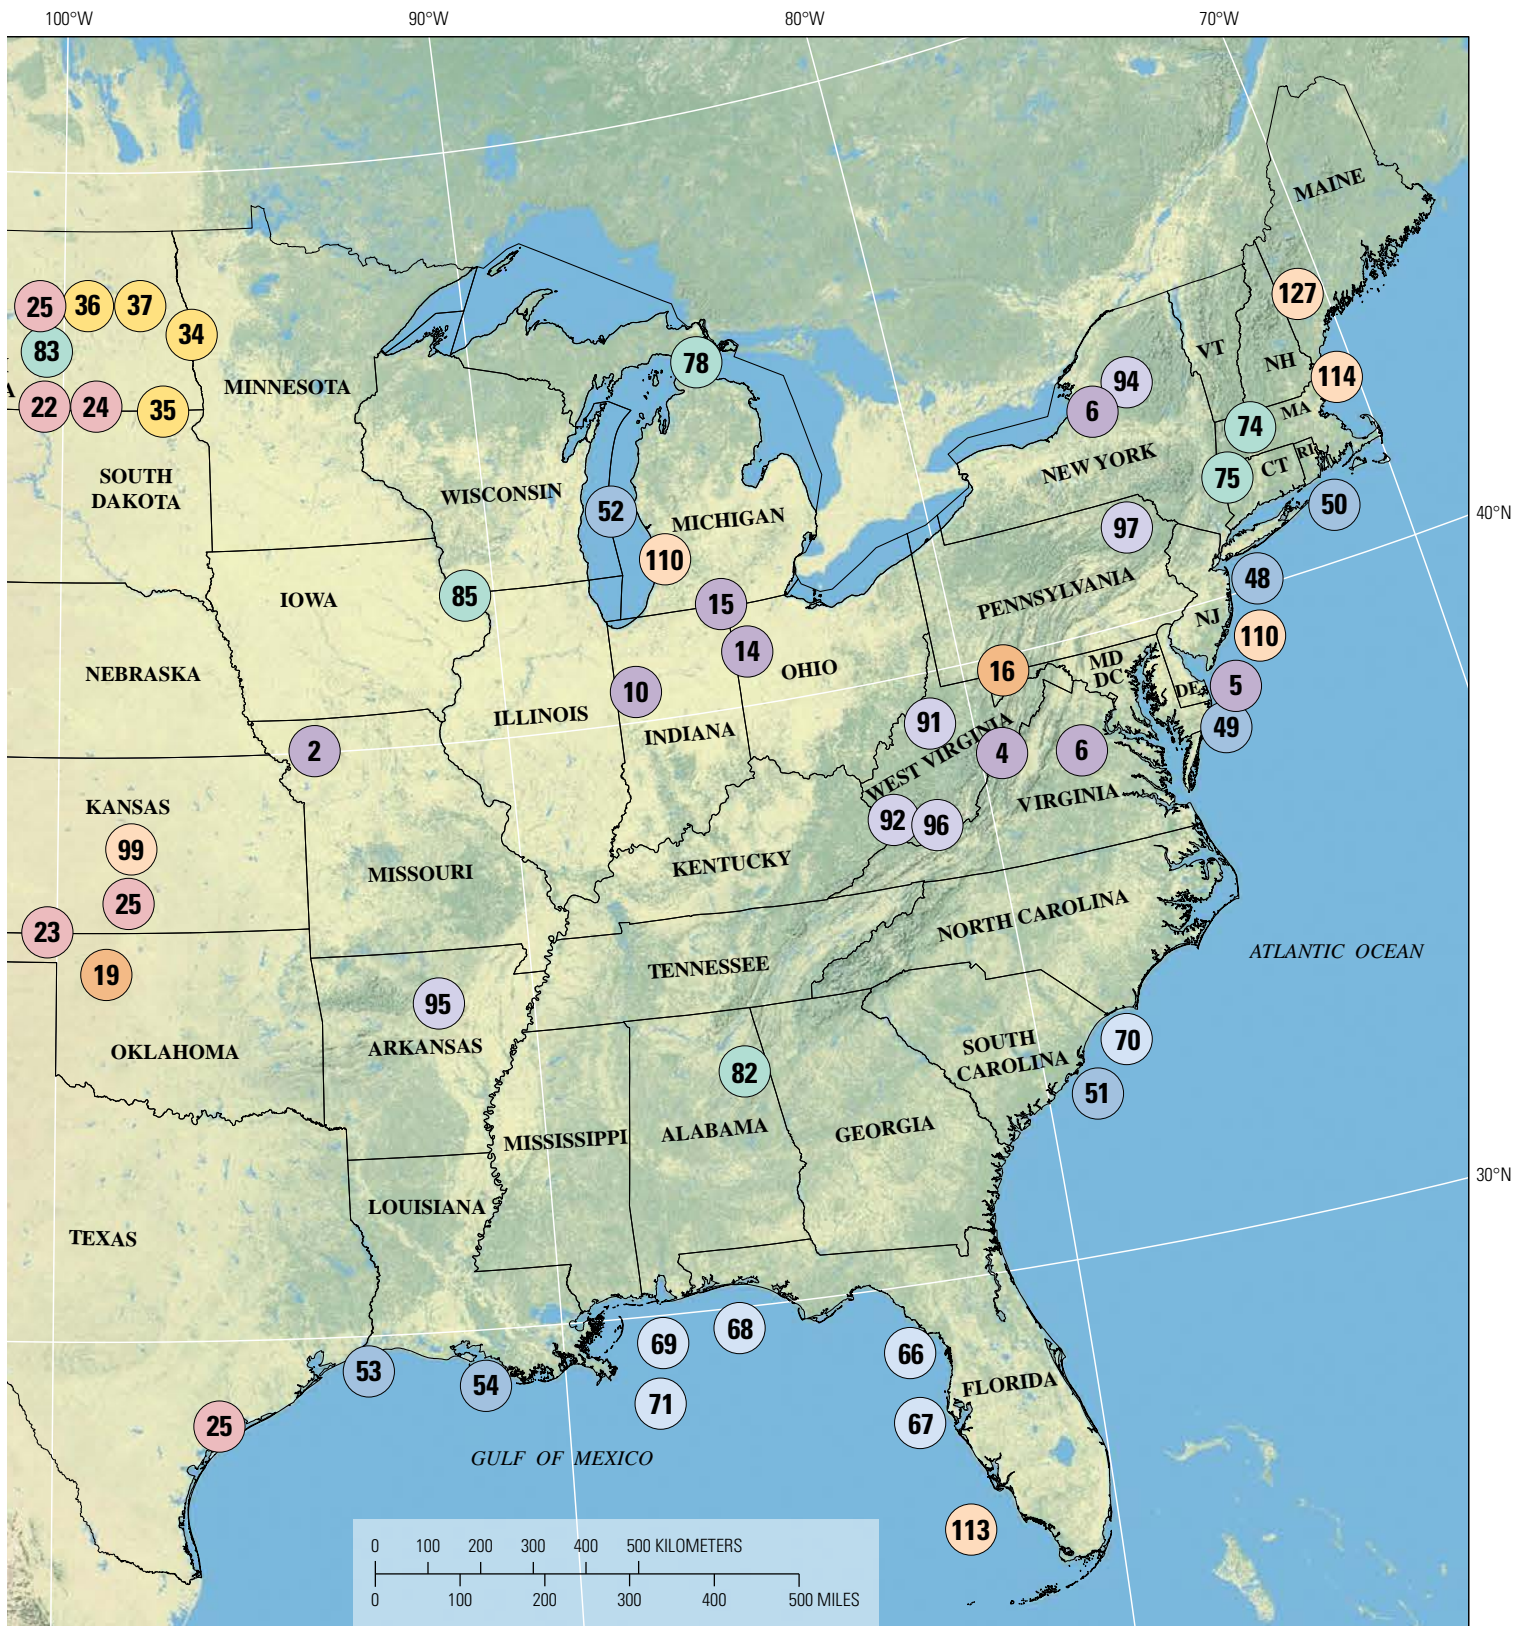 100°W
90°W
80°W
70°W
MAINE
127
25
36
37
34
83
VT
NH
78
114
A
MINNESOTA
94
6
22
24
35
MA
74
NEW YORK
CT
RI
75
SOUTH
DAKOTA
WISCONSIN
52
MICHIGAN
50
40°N
97
110
48
PENNSYLVANIA
IOWA
85
15
NJ
110
14
OHIO
NEBRASKA
16
MD
DC
DE
5
10
ILLINOIS
INDIANA
91
49
2
WEST VIRGINIA
4
6
KANSAS
VIRGINIA
99
92
96
MISSOURI
KENTUCKY
25
23
NORTH CAROLINA
ATLANTIC OCEAN
19
TENNESSEE
95
OKLAHOMA
ARKANSAS
SOUTH
CAROLINA
70
82
51
MISSISSIPPI
ALABAMA
GEORGIA
30°N
LOUISIANA
TEXAS
69
68
66
53
54
71
FLORIDA
25
67
GULF OF MEXICO
113
0 100 200 300 400 500 KILOMETERS
0 100 200 300 400 500 MILES